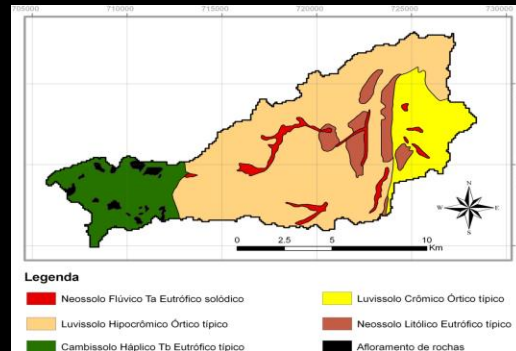 705000 710000 715000 720000 725000 730000
N
W E
S
0 2.5 5 10
Km
Legenda
Neossolo Flúvico Ta Eutrófico solódico
Luvissolo Crômico Órtico típico
Luvissolo Hipocrômico Órtico típico
Neossolo Litólico Eutrófico típico
Cambissolo Háplico Tb Eutrófico típico
Afloramento de rochas